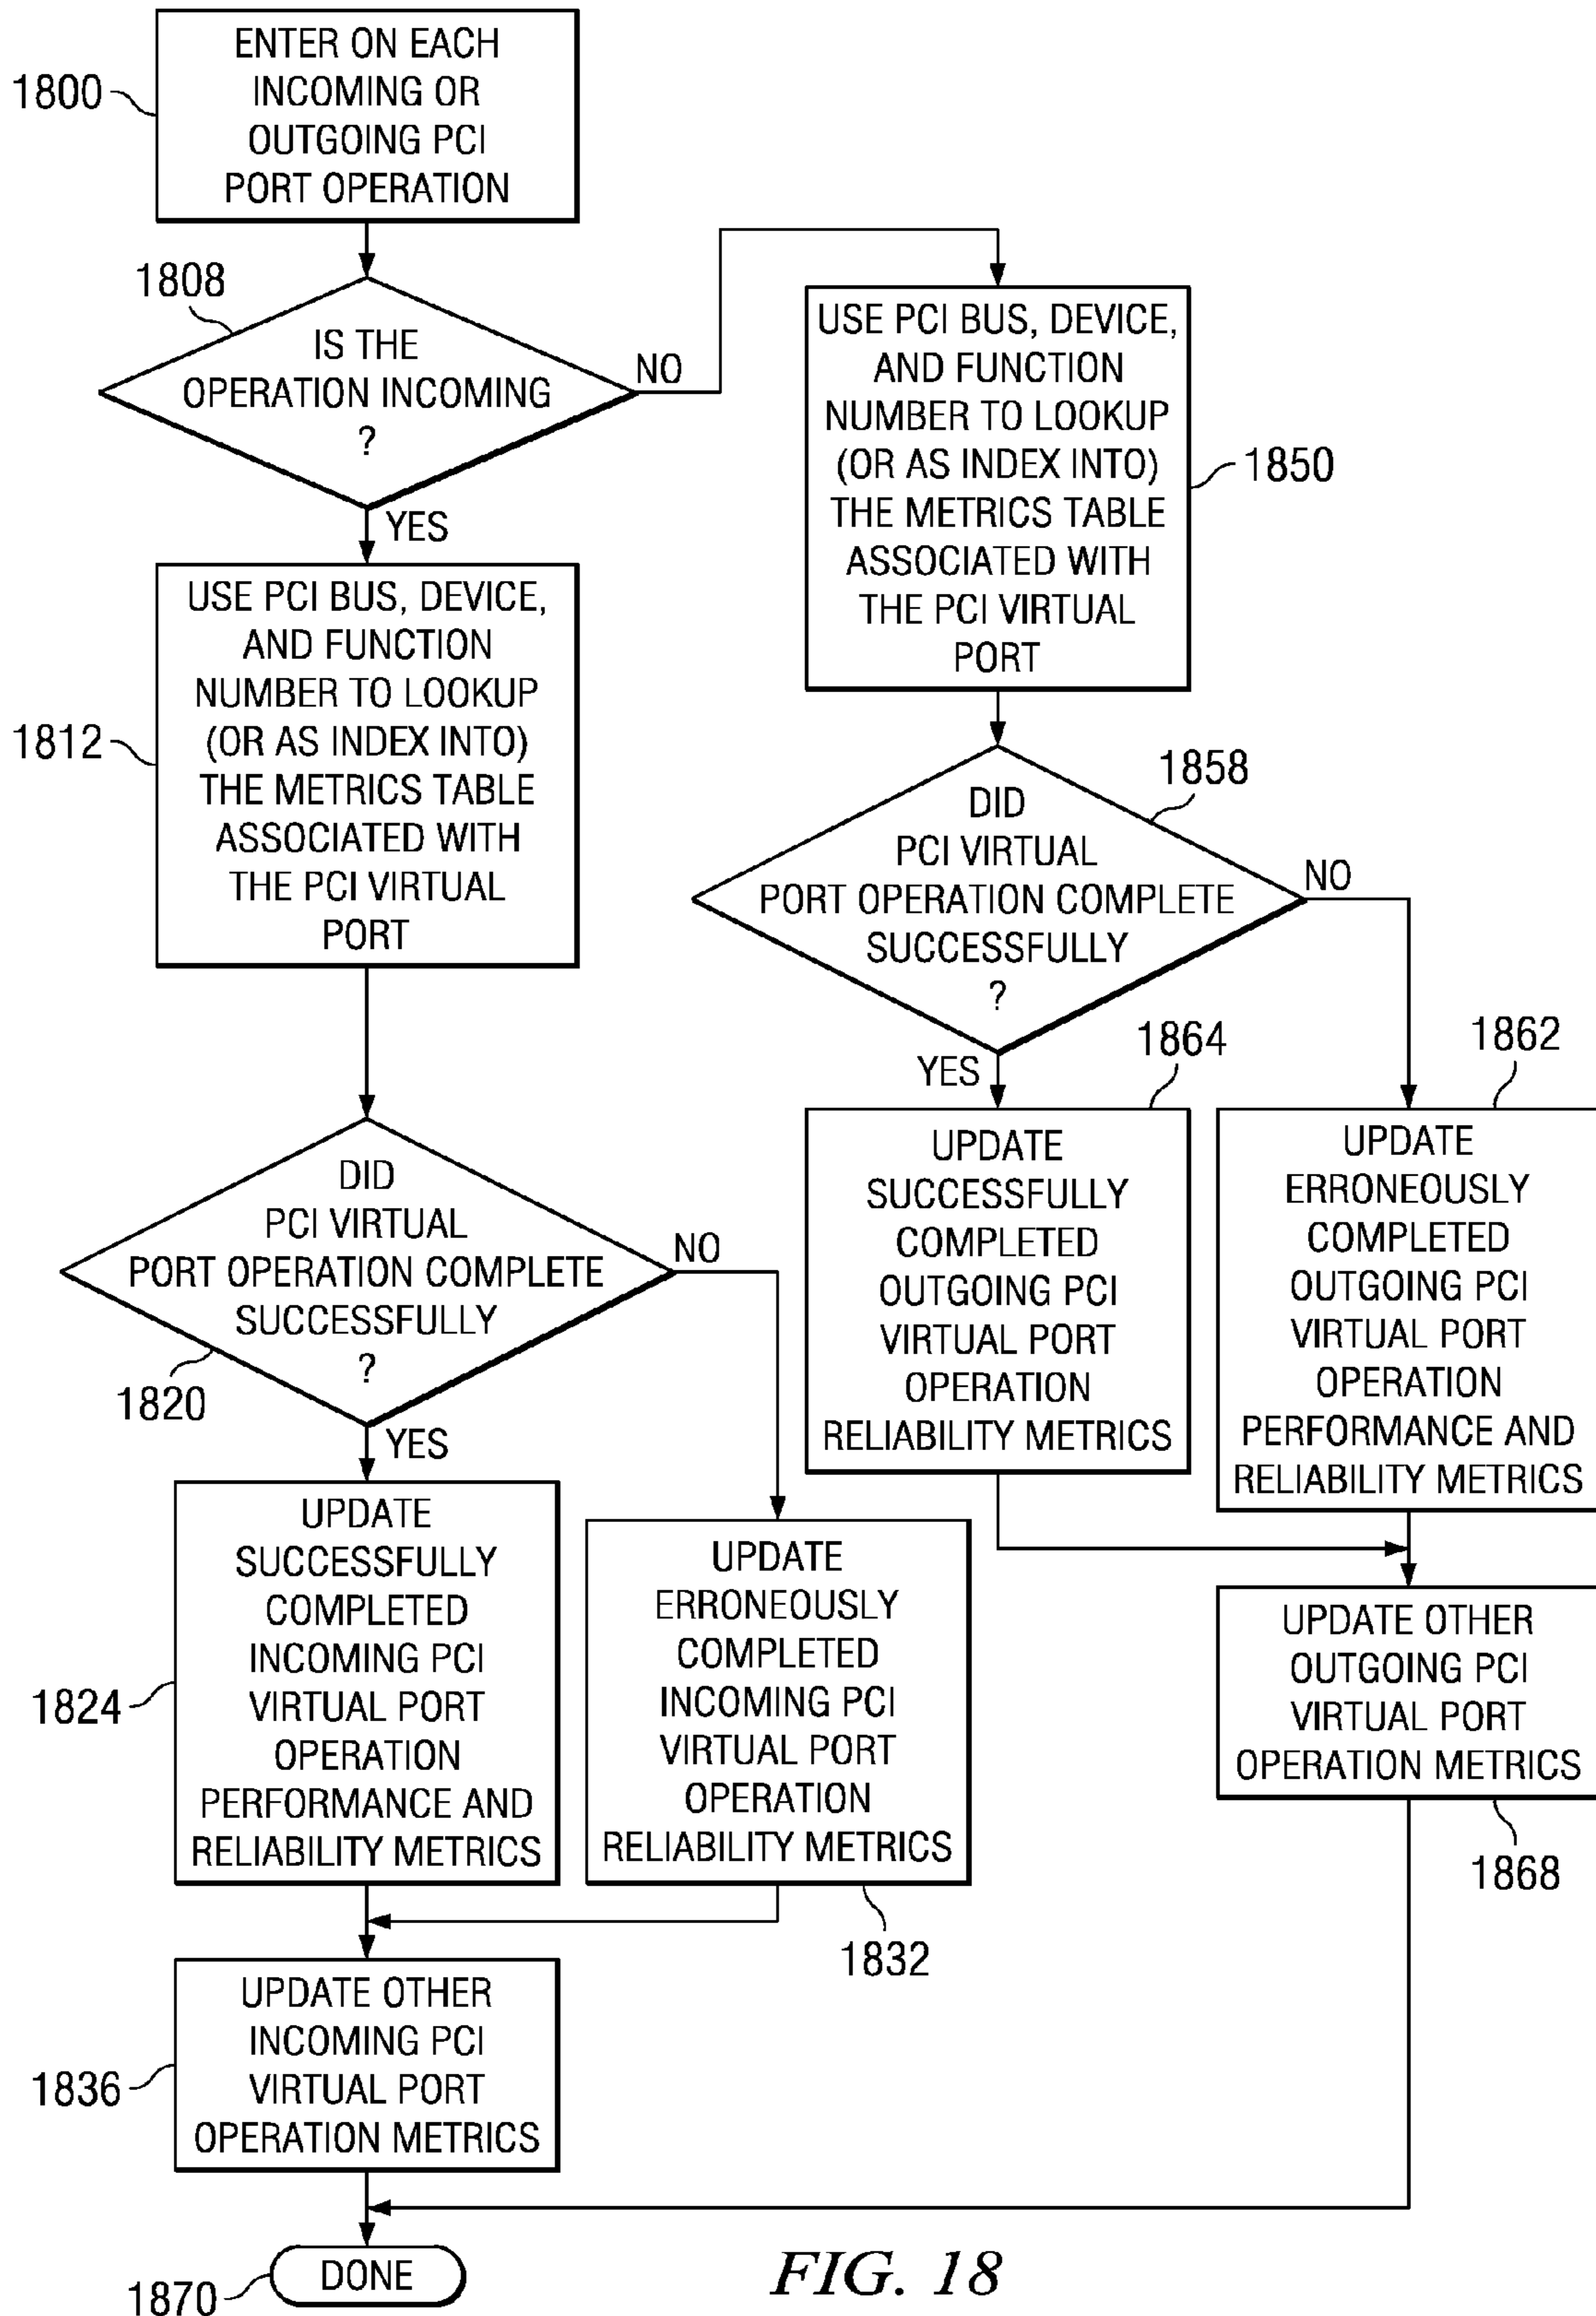 1800
ENTER ON EACH
INCOMING OR
OUTGOING PCI
PORT OPERATION
1808
IS THE
OPERATION INCOMING
?
NO
YES
USE PCI BUS, DEVICE,
AND FUNCTION
NUMBER TO LOOKUP
(OR AS INDEX INTO)
THE METRICS TABLE
ASSOCIATED WITH
THE PCI VIRTUAL
PORT
1812
DID
PCI VIRTUAL
PORT OPERATION COMPLETE
SUCCESSFULLY
?
1820
NO
YES
UPDATE
SUCCESSFULLY
COMPLETED
INCOMING PCI
VIRTUAL PORT
OPERATION
PERFORMANCE AND
RELIABILITY METRICS
1824
UPDATE
ERRONEOUSLY
COMPLETED
INCOMING PCI
VIRTUAL PORT
OPERATION
RELIABILITY METRICS
1832
UPDATE OTHER
INCOMING PCI
VIRTUAL PORT
OPERATION METRICS
1836
USE PCI BUS, DEVICE,
AND FUNCTION
NUMBER TO LOOKUP
(OR AS INDEX INTO)
THE METRICS TABLE
ASSOCIATED WITH
THE PCI VIRTUAL
PORT
1850
1858
DID
PCI VIRTUAL
PORT OPERATION COMPLETE
SUCCESSFULLY
?
NO
YES
1864
UPDATE
SUCCESSFULLY
COMPLETED
OUTGOING PCI
VIRTUAL PORT
OPERATION
RELIABILITY METRICS
1862
UPDATE
ERRONEOUSLY
COMPLETED
OUTGOING PCI
VIRTUAL PORT
OPERATION
PERFORMANCE AND
RELIABILITY METRICS
UPDATE OTHER
OUTGOING PCI
VIRTUAL PORT
OPERATION METRICS
1868
DONE
1870
FIG. 18